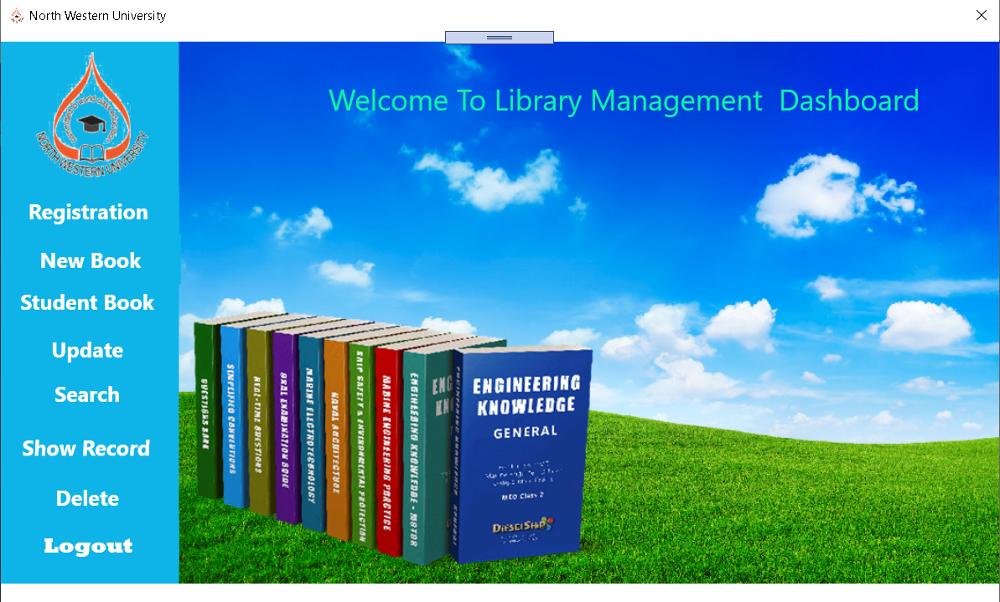 North Western University
Welcome To Library Management Dashboard
NORTH WESTERN UNIVERSITY
Registration
New Book
Student Book
Update
Search
Show Record
Delete
Logout
QUESTIONS BANK
SIMPLIFIED CONVENTIONS
REAL-TIME QUESTIONS
ORAL EXAMINATION GUIDE
MARINE ELECTROTECHNOLOGY
NAVAL ARCHITECTURE
SHIP SAFETY & ENVIRONMENTAL PROTECTION
MARINE ENGINEERING PRACTICE
ENGINEERING KNOWLEDGE - MOTOR
ENGINEERING KNOWLEDGE - GENERAL
ENGINEERING
KNOWLEDGE
GENERAL
MEO Class 2
DIESELSHIP